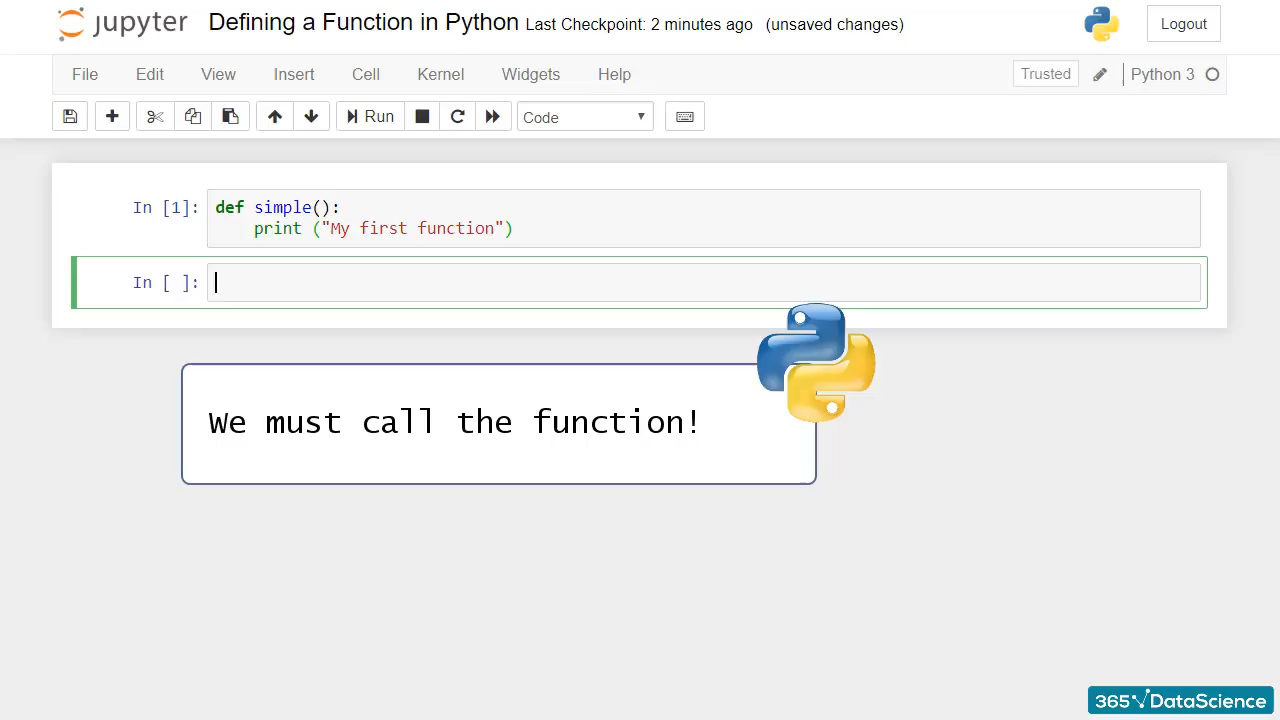 jupyter Defining a Function in Python Last Checkpoint: 2 minutes ago (unsaved changes) Logout
File Edit View Insert Cell Kernel Widgets Help Trusted Python 3
Run Code
In [1]: def simple():
print ("My first function")
In [ ]:
We must call the function!
365 DataScience